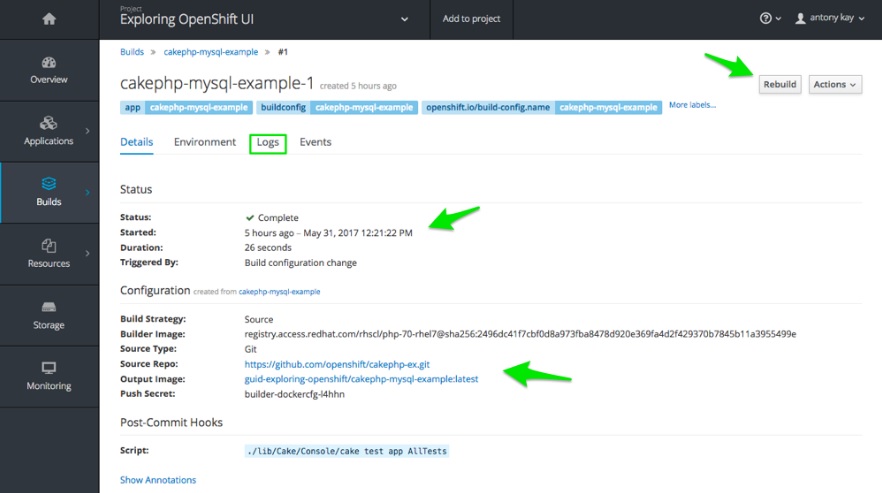 Project
Exploring OpenShift UI
Add to project
antony kay
Overview
Applications
Builds
Resources
Storage
Monitoring
Builds » cakephp-mysql-example » #1
cakephp-mysql-example-1 created 5 hours ago
Rebuild
Actions
app cakephp-mysql-example buildconfig cakephp-mysql-example openshift.io/build-config.name cakephp-mysql-example More labels...
Details Environment Logs Events
Status
Status: Complete
Started: 5 hours ago – May 31, 2017 12:21:22 PM
Duration: 26 seconds
Triggered By: Build configuration change
Configuration created from cakephp-mysql-example
Build Strategy: Source
Builder Image: registry.access.redhat.com/rhscl/php-70-rhel7@sha256:2496dc41f7cbf0d8a973fba8478d920e369fa4d2f429370b7845b11a3955499e
Source Type: Git
Source Repo: https://github.com/openshift/cakephp-ex.git
Output Image: guid-exploring-openshift/cakephp-mysql-example:latest
Push Secret: builder-dockercfg-l4hhn
Post-Commit Hooks
Script: ./lib/Cake/Console/cake test app AllTests
Show Annotations